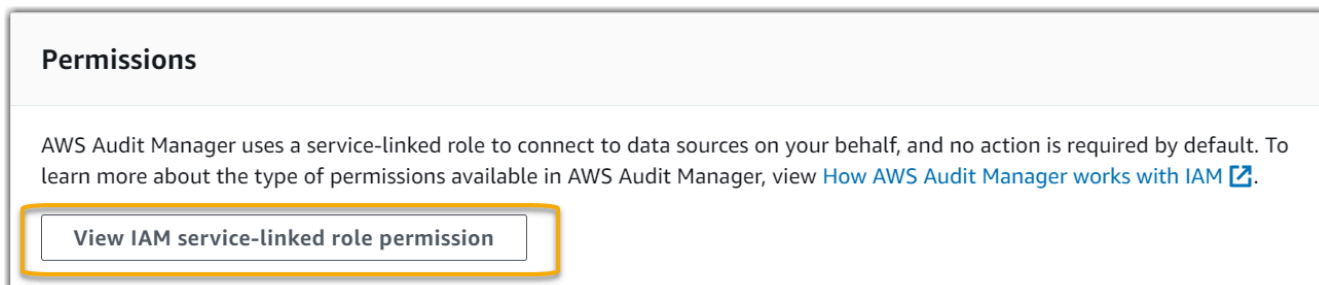 Permissions
AWS Audit Manager uses a service-linked role to connect to data sources on your behalf, and no action is required by default. To
learn more about the type of permissions available in AWS Audit Manager, view How AWS Audit Manager works with IAM.
View IAM service-linked role permission